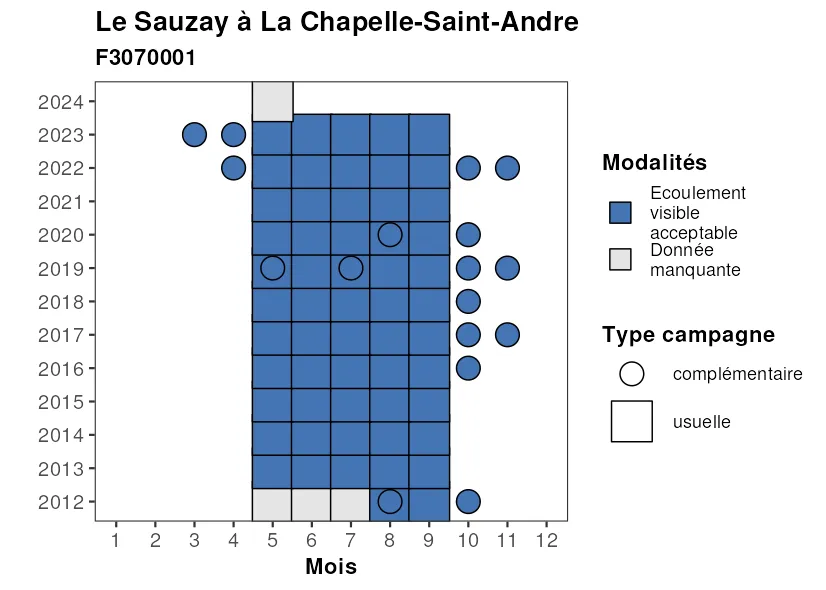 Le Sauzay à La Chapelle-Saint-Andre
F3070001
2024
2023
2022
2021
2020
2019
2018
2017
2016
2015
2014
2013
2012
1 2 3 4 5 6 7 8 9 10 11 12
Mois
Modalités
Ecoulement
visible
acceptable
Donnée
manquante
Type campagne
complémentaire
usuelle